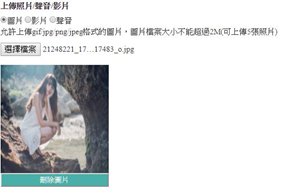 上傳照片/聲音/影片
圖片 影片 聲音
允許上傳gif/jpg/png/jpeg格式的圖片，圖片檔案大小不能超過2M(可上傳5張照片)
選擇檔案 21248221_17…17483_o.jpg
刪除圖片